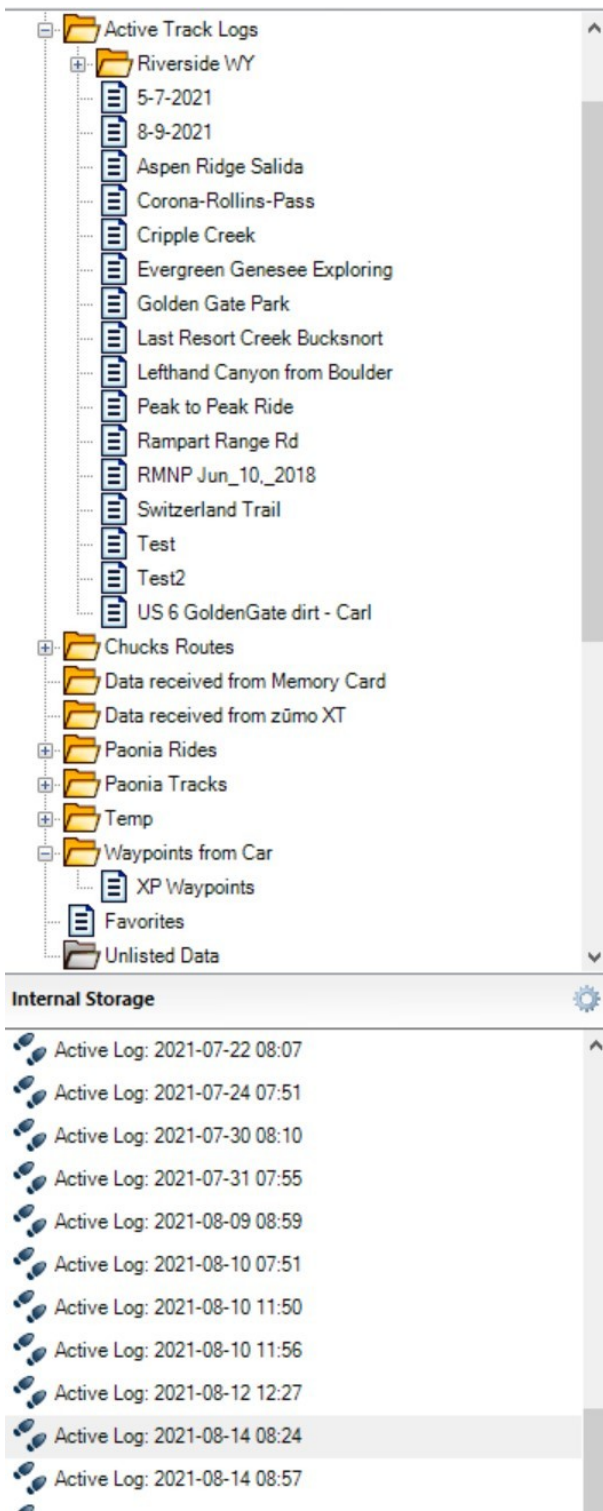 Active Track Logs
Riverside WY
5-7-2021
8-9-2021
Aspen Ridge Salida
Corona-Rollins-Pass
Cripple Creek
Evergreen Genesee Exploring
Golden Gate Park
Last Resort Creek Bucksnort
Lefthand Canyon from Boulder
Peak to Peak Ride
Rampart Range Rd
RMNP Jun_10,_2018
Switzerland Trail
Test
Test2
US 6 GoldenGate dirt - Carl
Chucks Routes
Data received from Memory Card
Data received from zūmo XT
Paonia Rides
Paonia Tracks
Temp
Waypoints from Car
XP Waypoints
Favorites
Unlisted Data
Internal Storage
Active Log: 2021-07-22 08:07
Active Log: 2021-07-24 07:51
Active Log: 2021-07-30 08:10
Active Log: 2021-07-31 07:55
Active Log: 2021-08-09 08:59
Active Log: 2021-08-10 07:51
Active Log: 2021-08-10 11:50
Active Log: 2021-08-10 11:56
Active Log: 2021-08-12 12:27
Active Log: 2021-08-14 08:24
Active Log: 2021-08-14 08:57